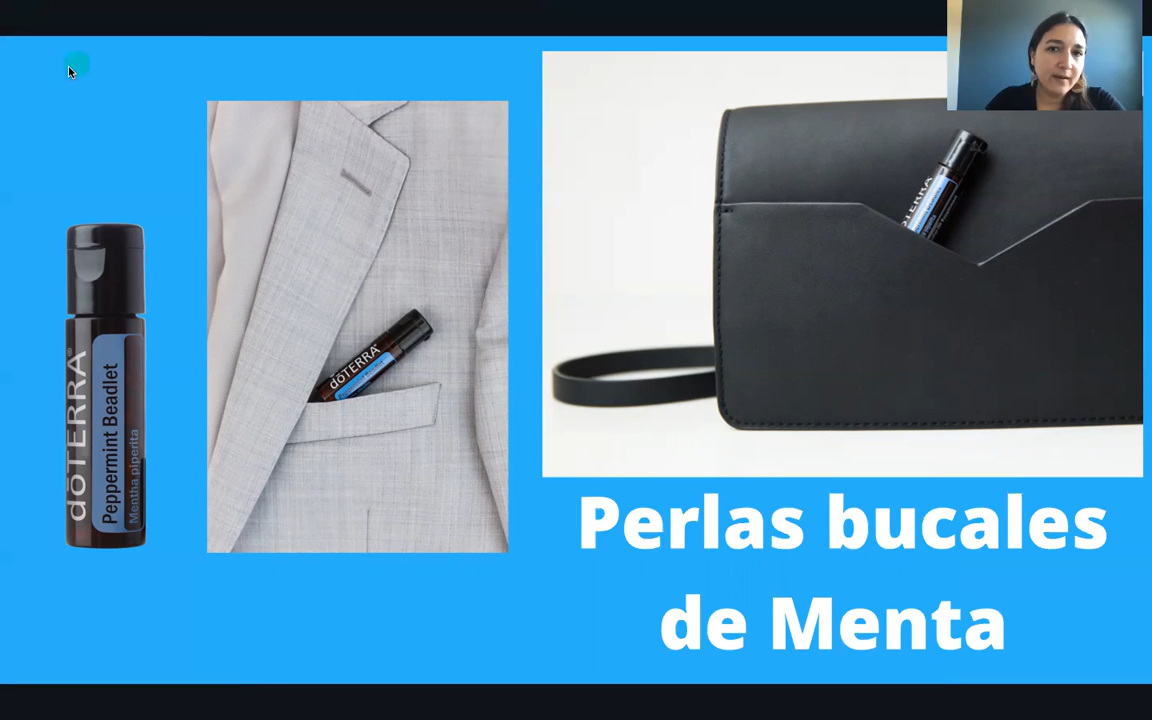 dōTERRA®
Peppermint Beadlet
Mentha piperita
dōTERRA
Perlas bucales
de Menta